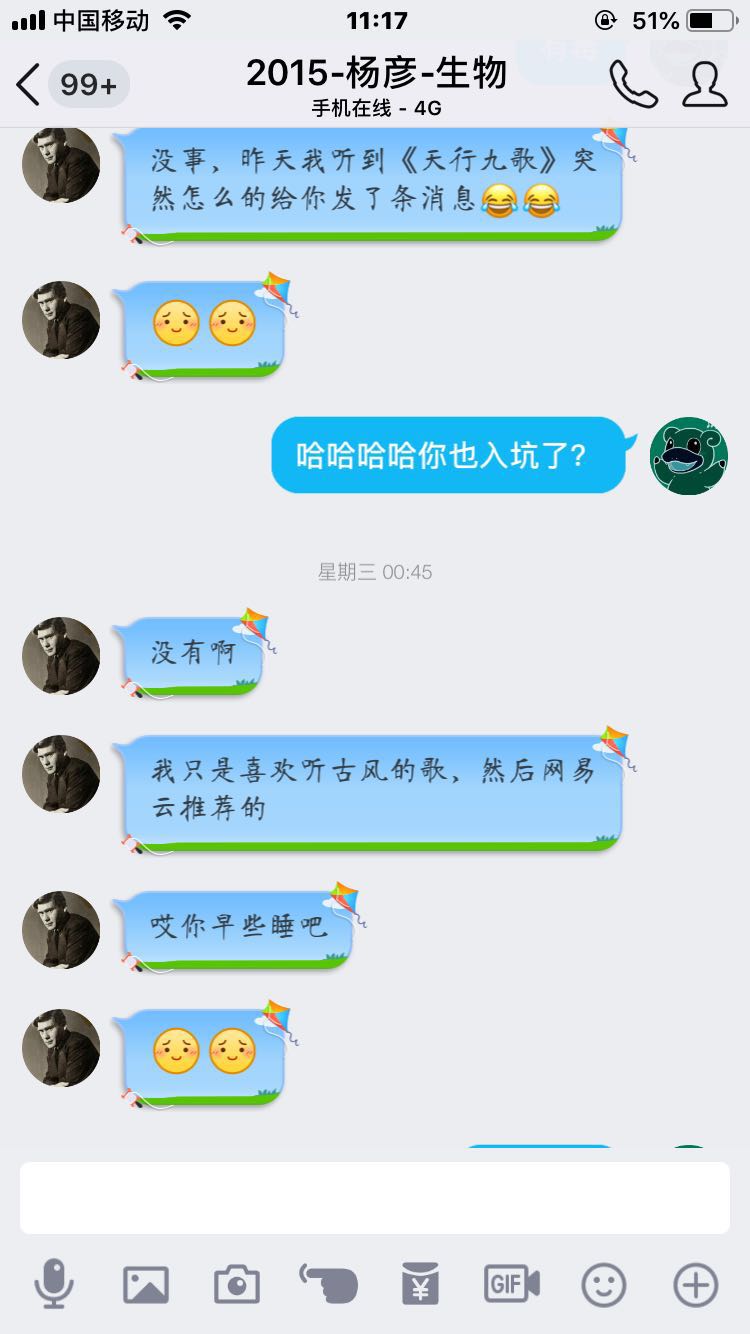 中国移动
11:17
51%
99+
2015-杨彦-生物
手机在线 - 4G
没事，昨天我听到《天行九歌》突
然怎么的给你发了条消息😂😂
哈哈哈哈你也入坑了?
星期三 00:45
没有啊
我只是喜欢听古风的歌，然后网易
云推荐的
哎你早些睡吧
GIF